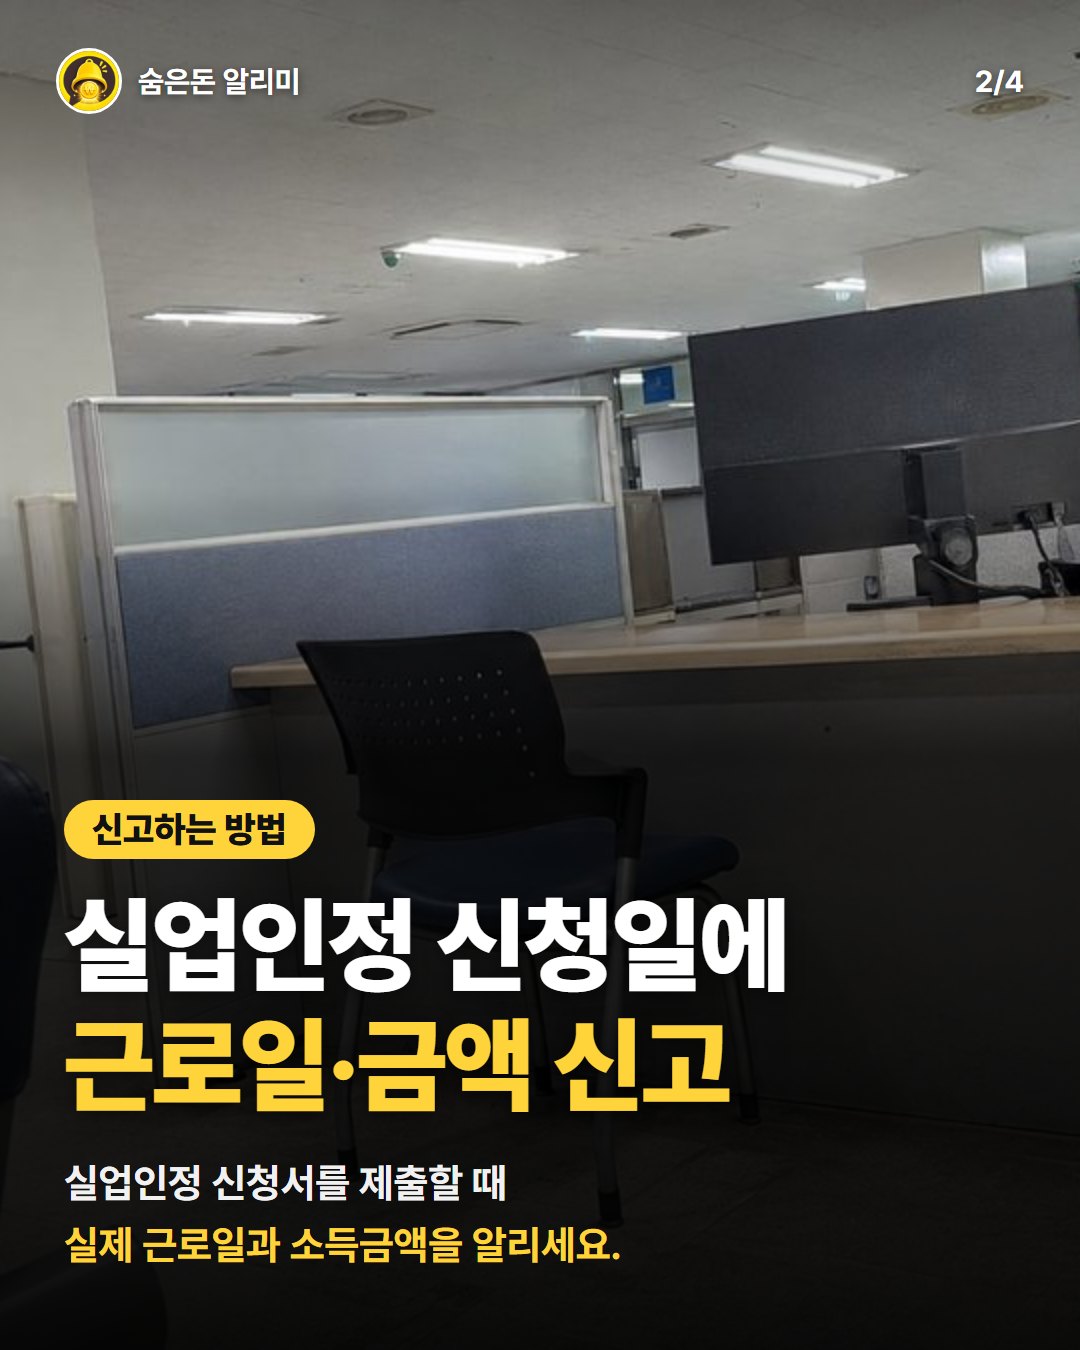 숨은돈 알리미
2/4
신고하는 방법
실업인정 신청일에
근로일·금액 신고
실업인정 신청서를 제출할 때
실제 근로일과 소득금액을 알리세요.